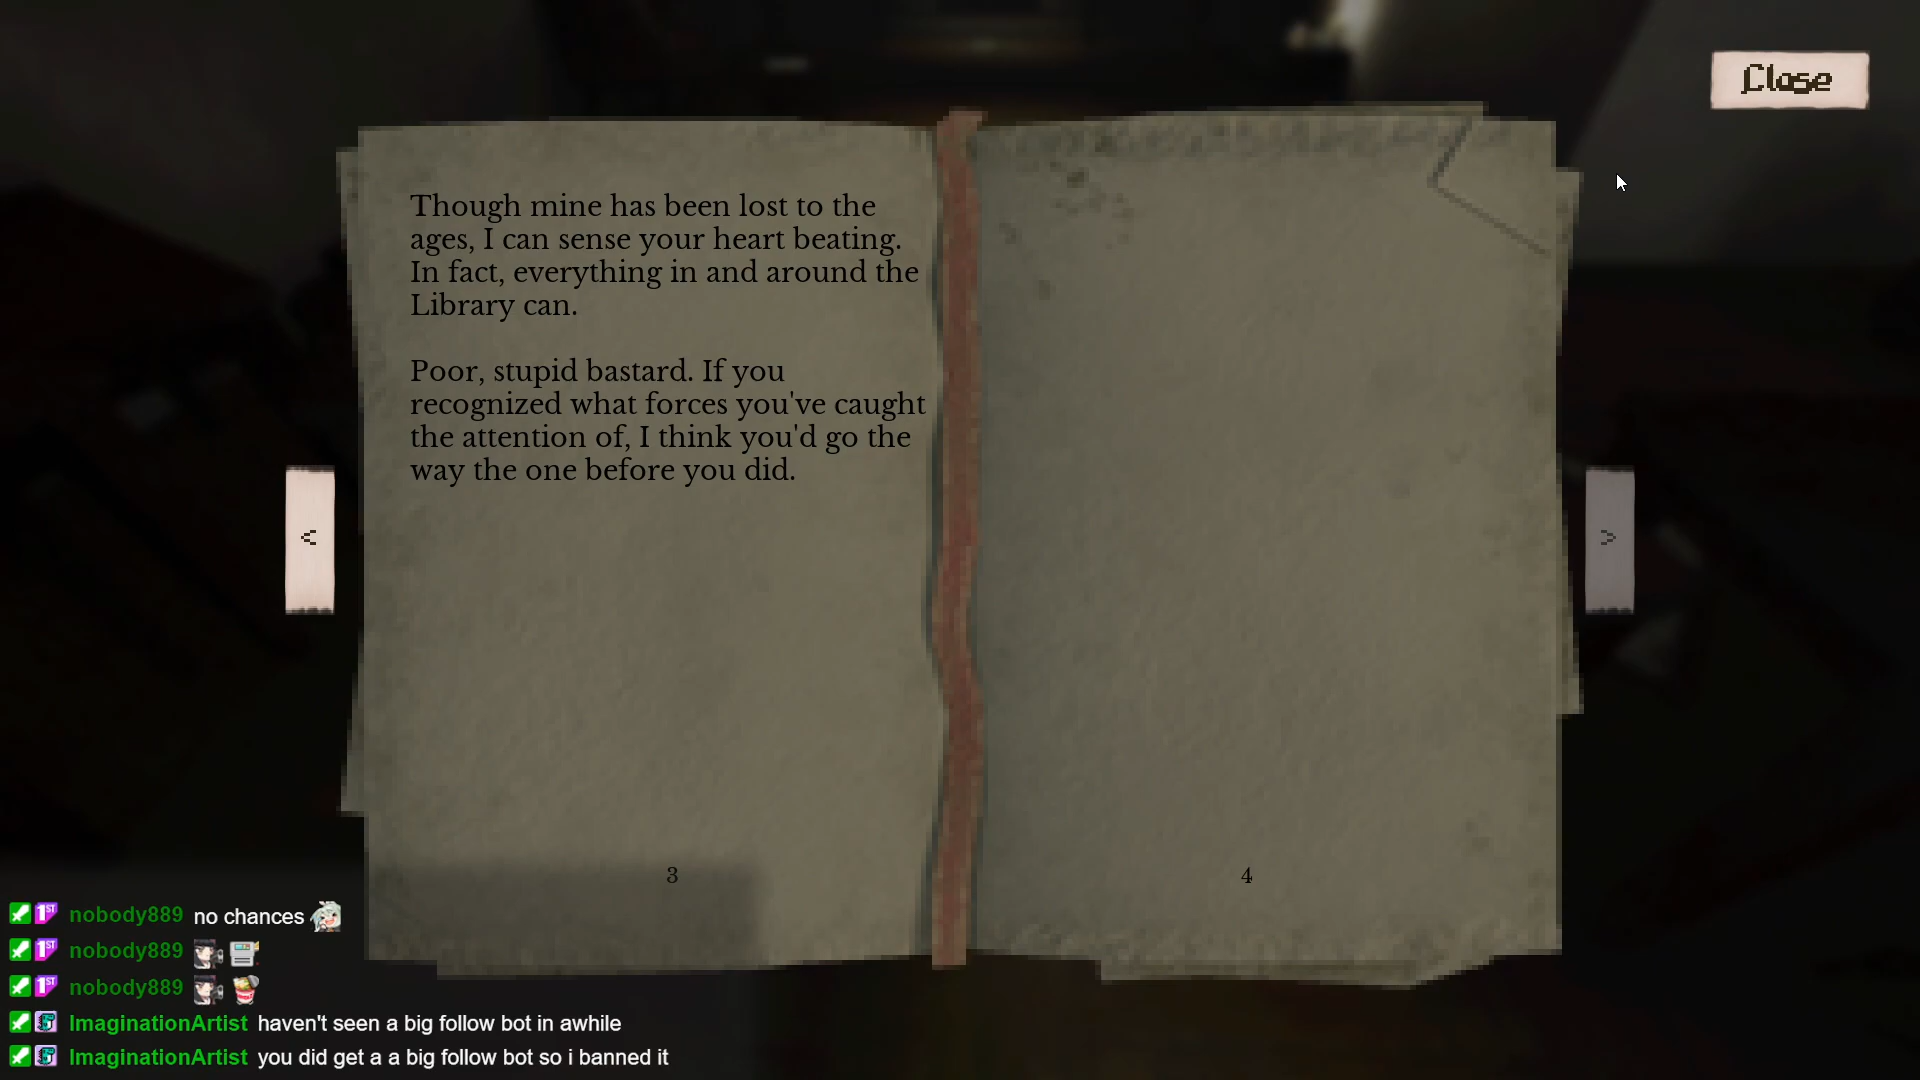 Close
Though mine has been lost to the
ages, I can sense your heart beating.
In fact, everything in and around the
Library can.
Poor, stupid bastard. If you
recognized what forces you've caught
the attention of, I think you'd go the
way the one before you did.
<
>
3
4
1ST nobody889 no chances
1ST nobody889
1ST nobody889
ImaginationArtist haven't seen a big follow bot in awhile
ImaginationArtist you did get a a big follow bot so i banned it